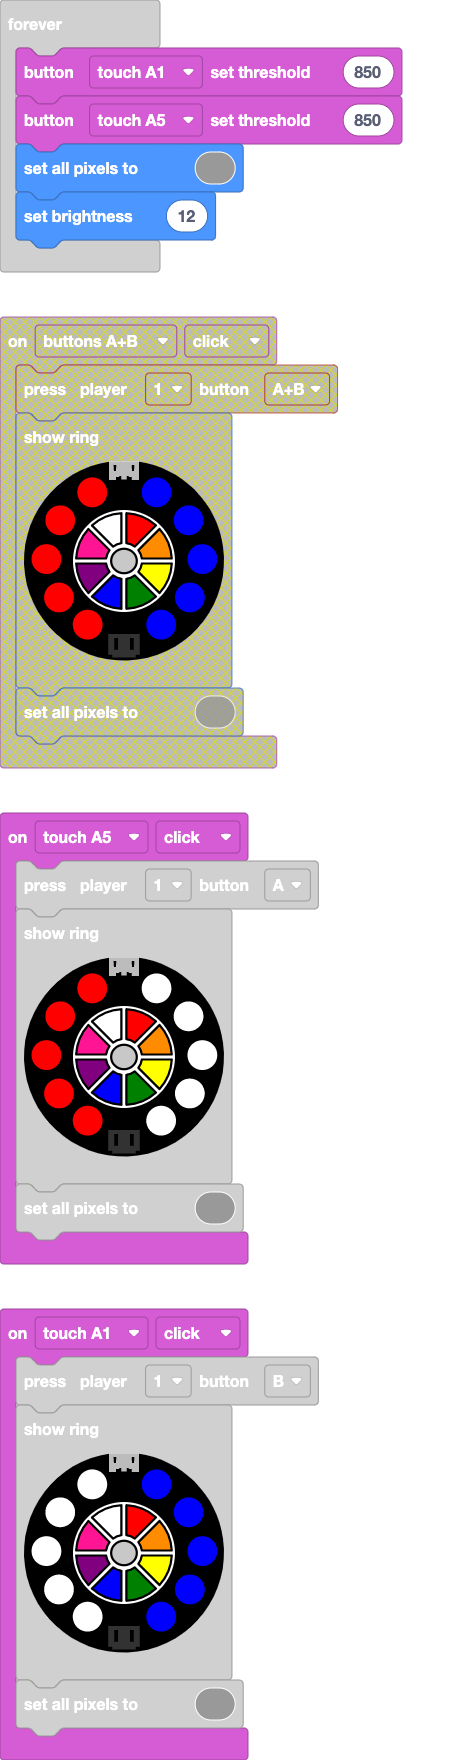 forever
button touch A1 set threshold 850
button touch A5 set threshold 850
set all pixels to
set brightness 12
on buttons A+B click
press player 1 button A+B
show ring
set all pixels to
on touch A5 click
press player 1 button A
show ring
set all pixels to
on touch A1 click
press player 1 button B
show ring
set all pixels to